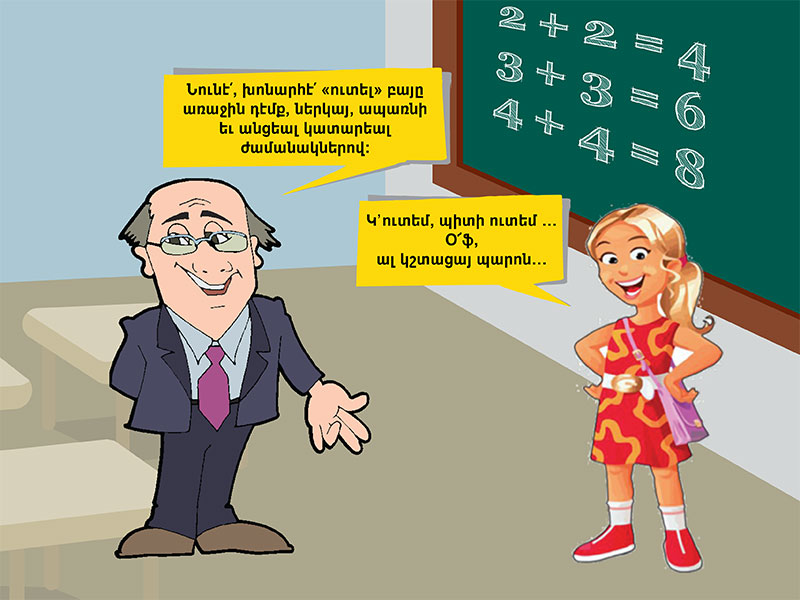 2 + 2 = 4
3 + 3 = 6
4 + 4 = 8
Նունէ՛, խոնարհէ՛ «ուտել» բայը
առաջին դէմք, ներկայ, ապառնի
եւ անցեալ կատարեալ
ժամանակներով:
Կ՚ուտեմ, պիտի ուտեմ ...
Օ՜ֆ,
ալ կշտացայ պարոն...